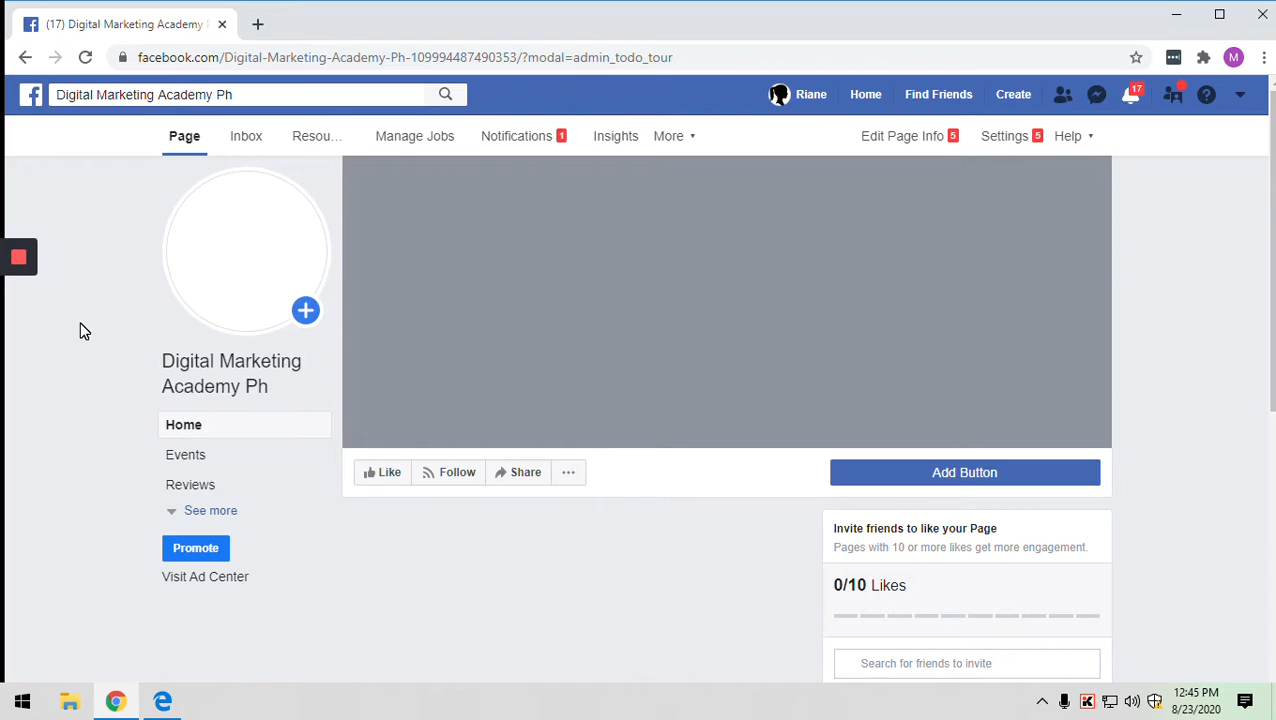 (17) Digital Marketing Academy
facebook.com/Digital-Marketing-Academy-Ph-109994487490353/?modal=admin_todo_tour
M
Digital Marketing Academy Ph
Riane Home Find Friends Create 17
Page Inbox Resou... Manage Jobs Notifications 1 Insights More Edit Page Info 5 Settings 5 Help
Digital Marketing
Academy Ph
Home
Events
Reviews
See more
Promote
Visit Ad Center
Like Follow Share ... Add Button
Invite friends to like your Page
Pages with 10 or more likes get more engagement.
0/10 Likes
Search for friends to invite
12:45 PM
8/23/2020